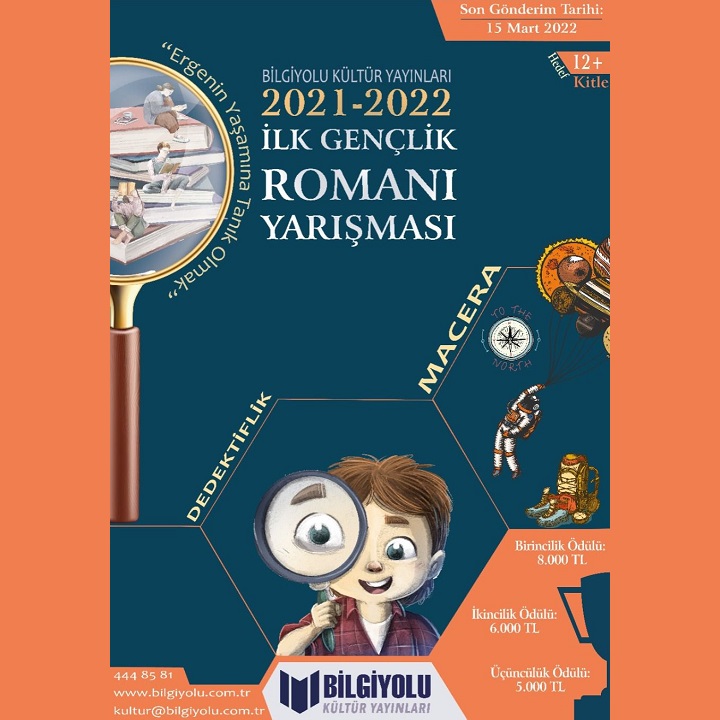 Son Gönderim Tarihi:
15 Mart 2022
Hedef
12+
Kitle
"Ergenin Yaşamına Tanık Olmak"
BİLGİYOLU KÜLTÜR YAYINLARI
2021-2022
İLK GENÇLİK
ROMANI
YARIŞMASI
MACERA
TO THE
NORTH
DEDEKTİFLİK
Birincilik Ödülü:
8.000 TL
İkincilik Ödülü:
6.000 TL
Üçüncülük Ödülü:
5.000 TL
444 85 81
www.bilgiyolu.com.tr
kultur@bilgiyolu.com.tr
BİLGİYOLU
KÜLTÜR YAYINLARI